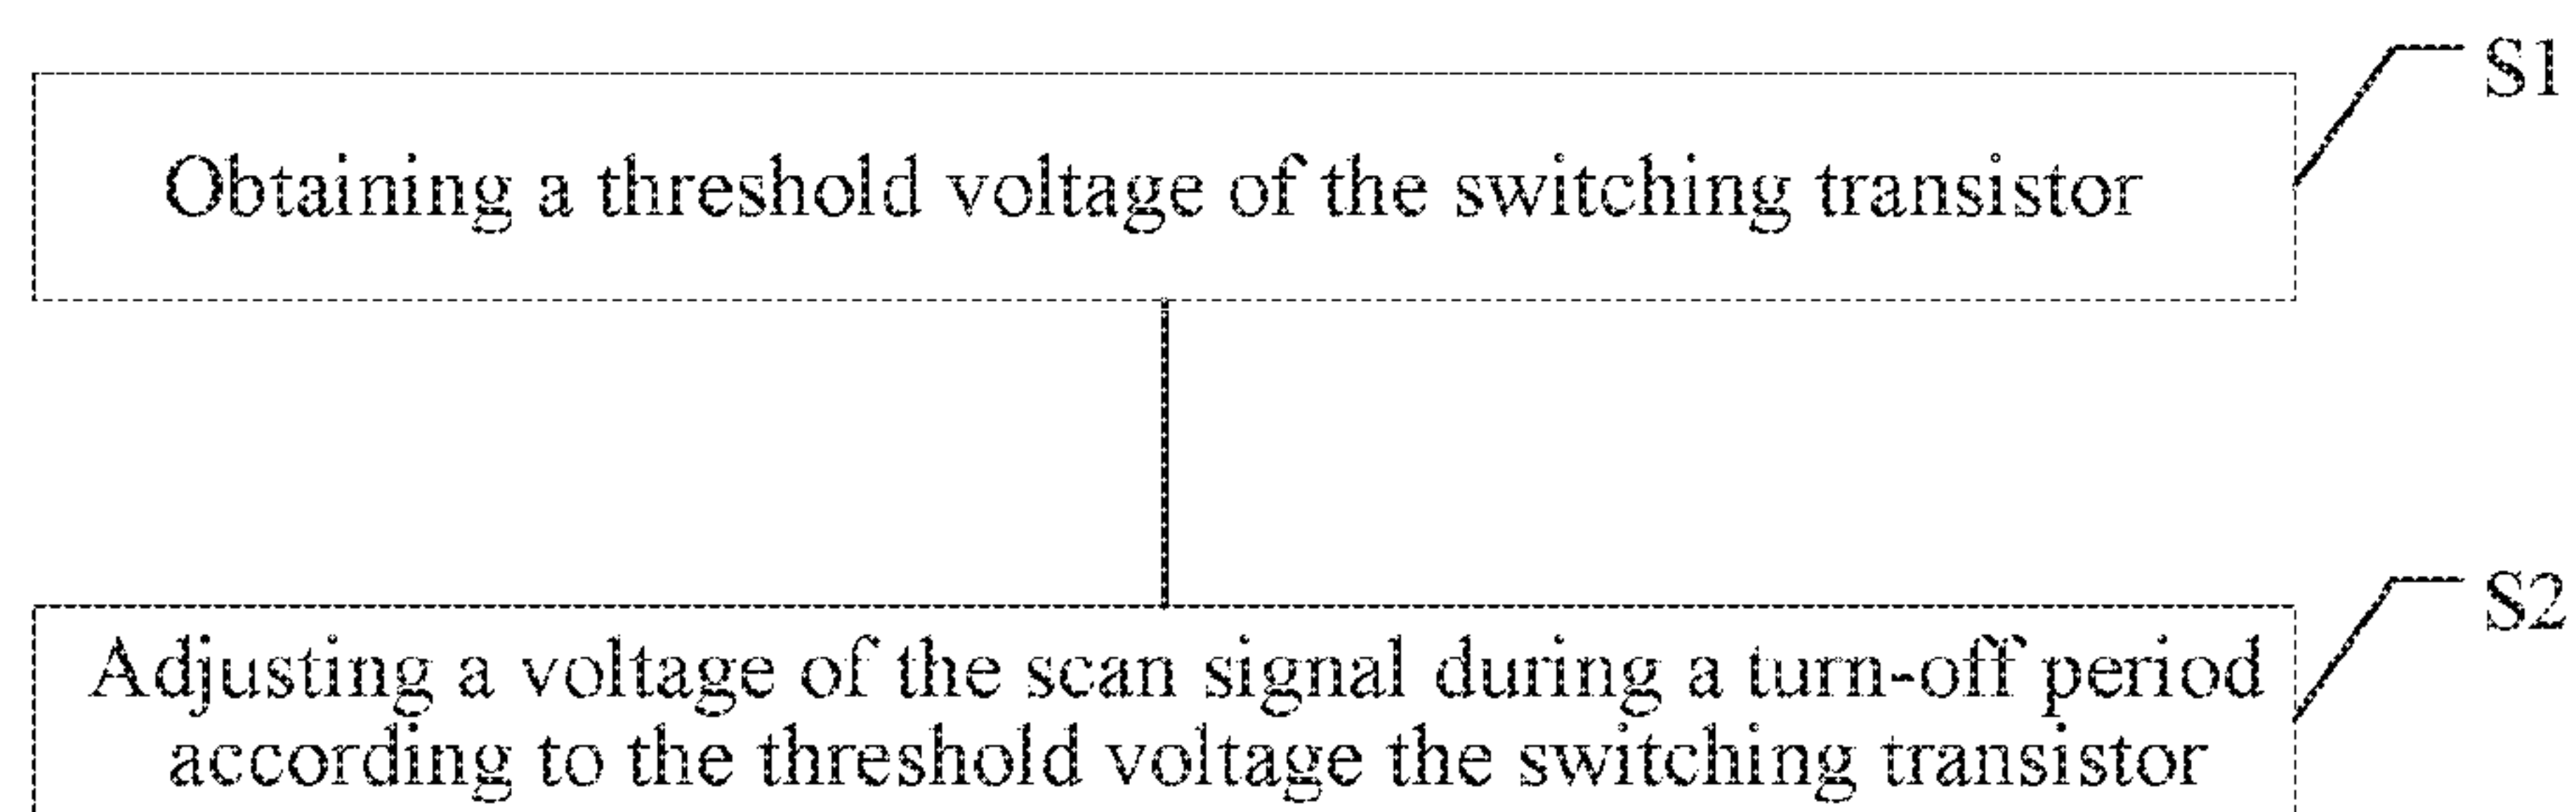 S1
Obtaining a threshold voltage of the switching transistor
S2
Adjusting a voltage of the scan signal during a turn-off period
according to the threshold voltage the switching transistor